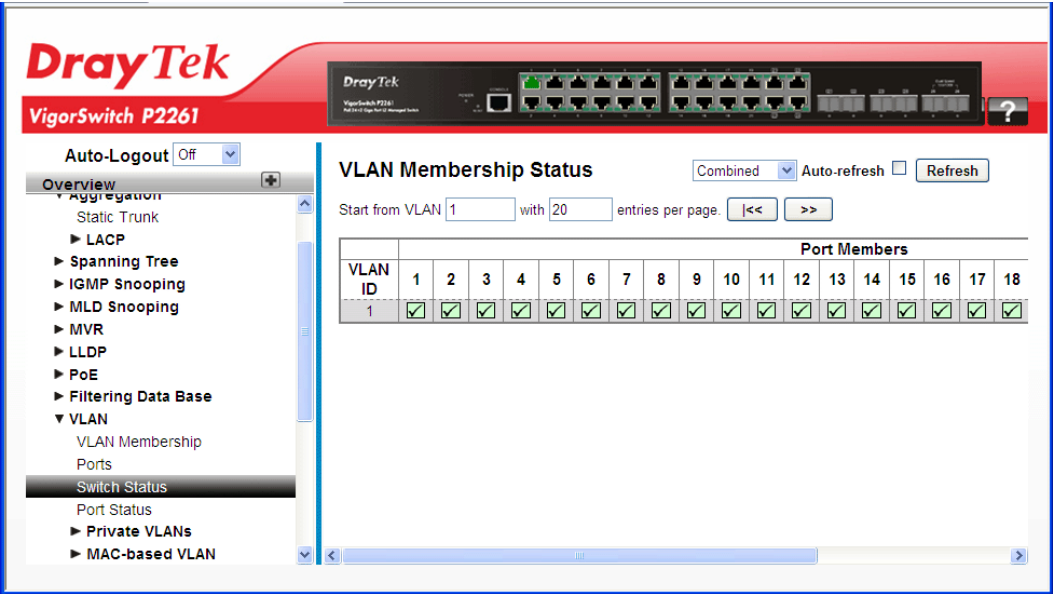 DrayTek
VigorSwitch P2261
DrayTek
VigorSwitch P2261
POWER
CONSOLE
?
Auto-Logout Off
Overview
Aggregation
Static Trunk
LACP
Spanning Tree
IGMP Snooping
MLD Snooping
MVR
LLDP
PoE
Filtering Data Base
VLAN
VLAN Membership
Ports
Switch Status
Port Status
Private VLANs
MAC-based VLAN
VLAN Membership Status
Combined Auto-refresh Refresh
Start from VLAN 1 with 20 entries per page. |<< >>
Port Members
VLAN ID 1 2 3 4 5 6 7 8 9 10 11 12 13 14 15 16 17 18
1